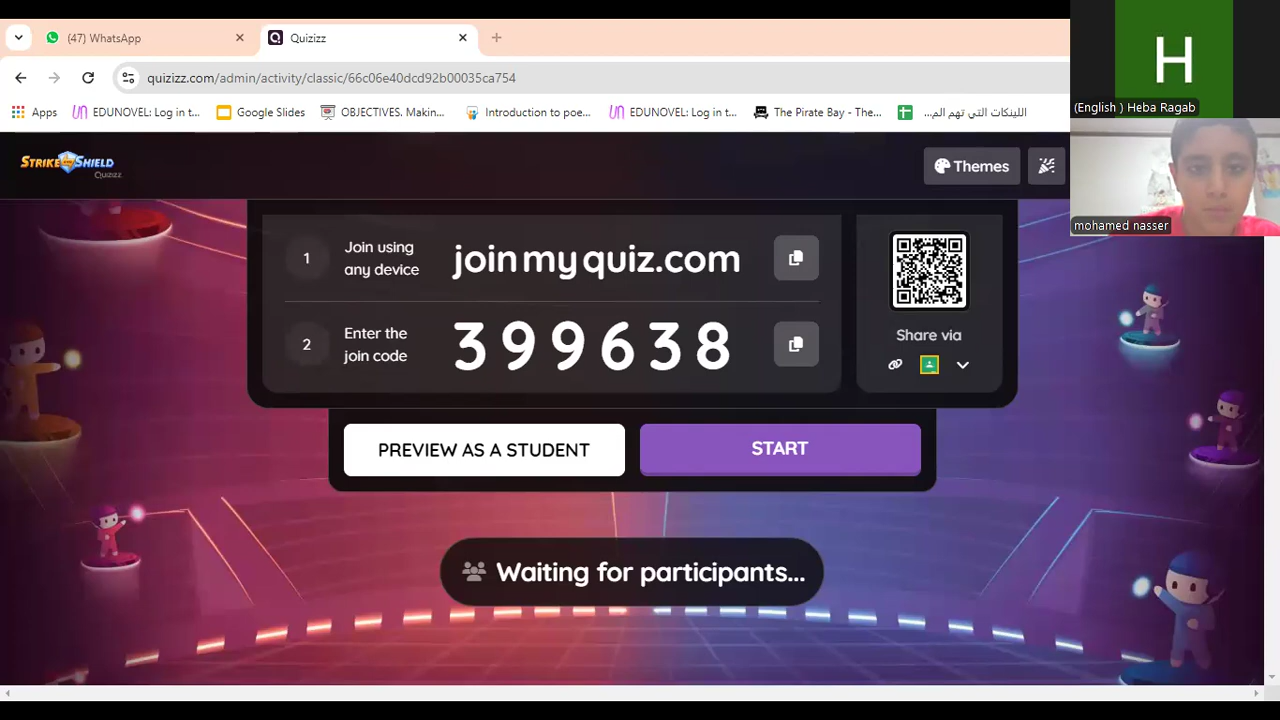 (47) WhatsApp
Quizizz
quizizz.com/admin/activity/classic/66c06e40dcd92b00035ca754
Apps
EDUNOVEL: Log in t...
Google Slides
OBJECTIVES. Makin...
Introduction to poe...
EDUNOVEL: Log in t...
The Pirate Bay - The...
اللينكات التي تهم الم...
H
(English ) Heba Ragab
mohamed nasser
STRIKE SHIELD
Quizizz
Themes
1
Join using
any device
joinmyquiz.com
2
Enter the
join code
399638
Share via
PREVIEW AS A STUDENT
START
Waiting for participants...